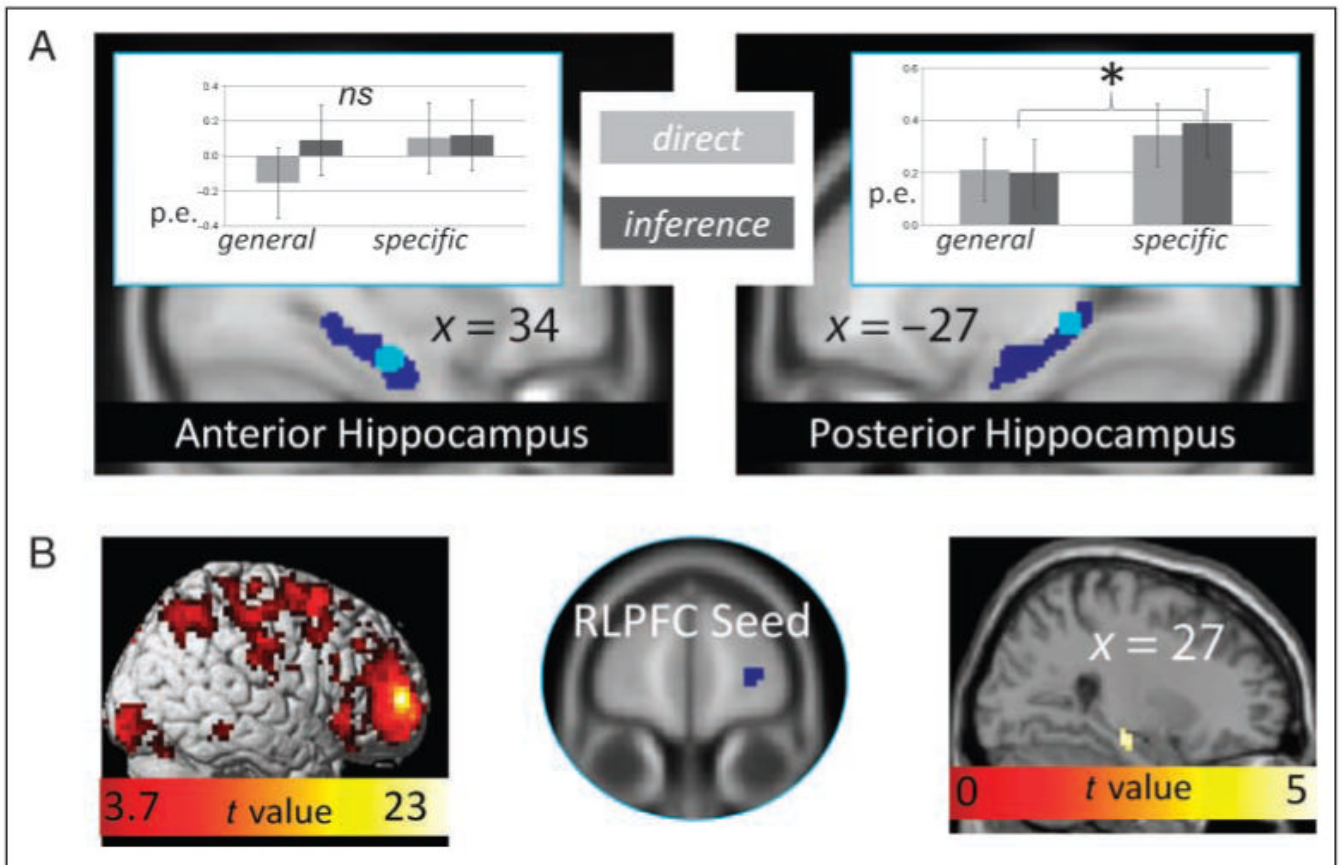 A
0.4
0.2
0.0
-0.2
-0.4
ns
p.e.
general specific
direct
inference
0.6
0.4
0.2
0.0
*
p.e.
general specific
x = 34
x = −27
Anterior Hippocampus
Posterior Hippocampus
B
3.7 t value 23
RLPFC Seed
x = 27
0 t value 5